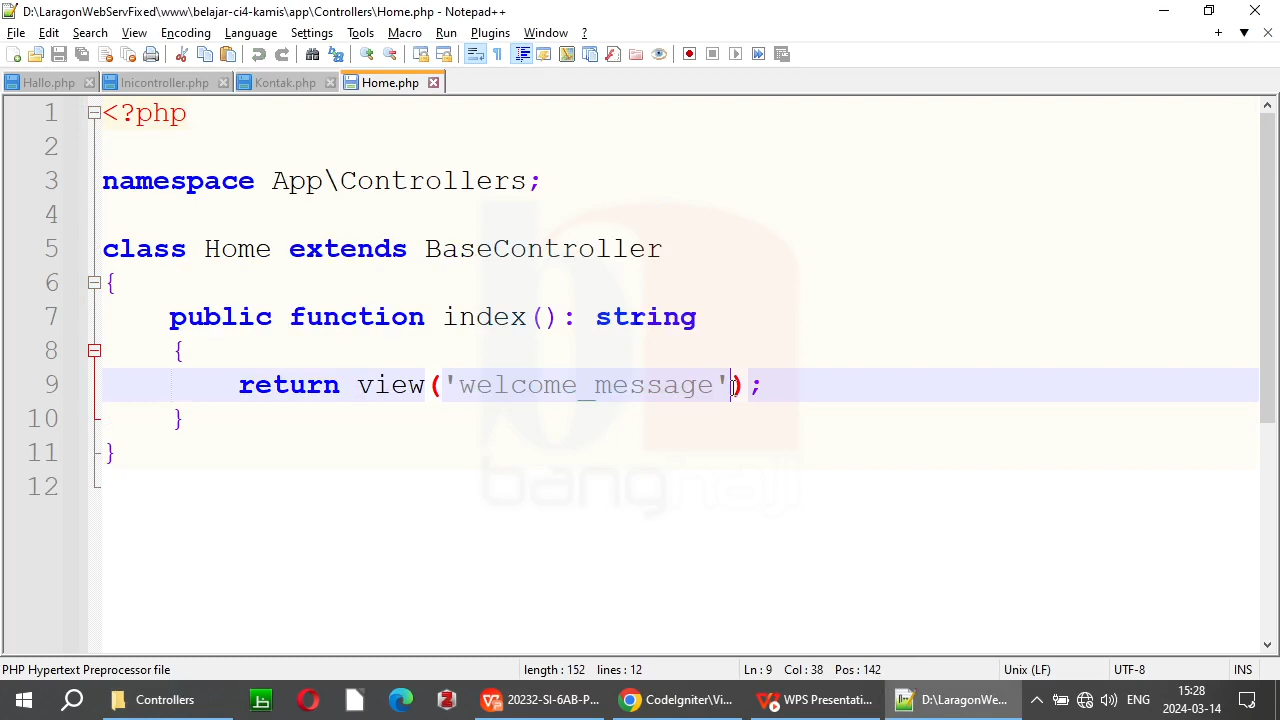 D:\LaragonWebServFixed\www\belajar-ci4-kamis\app\Controllers\Home.php - Notepad++
File Edit Search View Encoding Language Settings Tools Macro Run Plugins Window ?
Hallo.php Inicontroller.php Kontak.php Home.php
1 <?php
2
3 namespace App\Controllers;
4
5 class Home extends BaseController
6 {
7 public function index(): string
8 {
9 return view('welcome_message');
10 }
11 }
12
banghaji
PHP Hypertext Preprocessor file length : 152 lines : 12 Ln : 9 Col : 38 Pos : 142 Unix (LF) UTF-8 INS
Controllers 20232-SI-6AB-P... CodeIgniter\Vi... WPS Presentati... D:\LaragonWe... ENG 15:28
2024-03-14